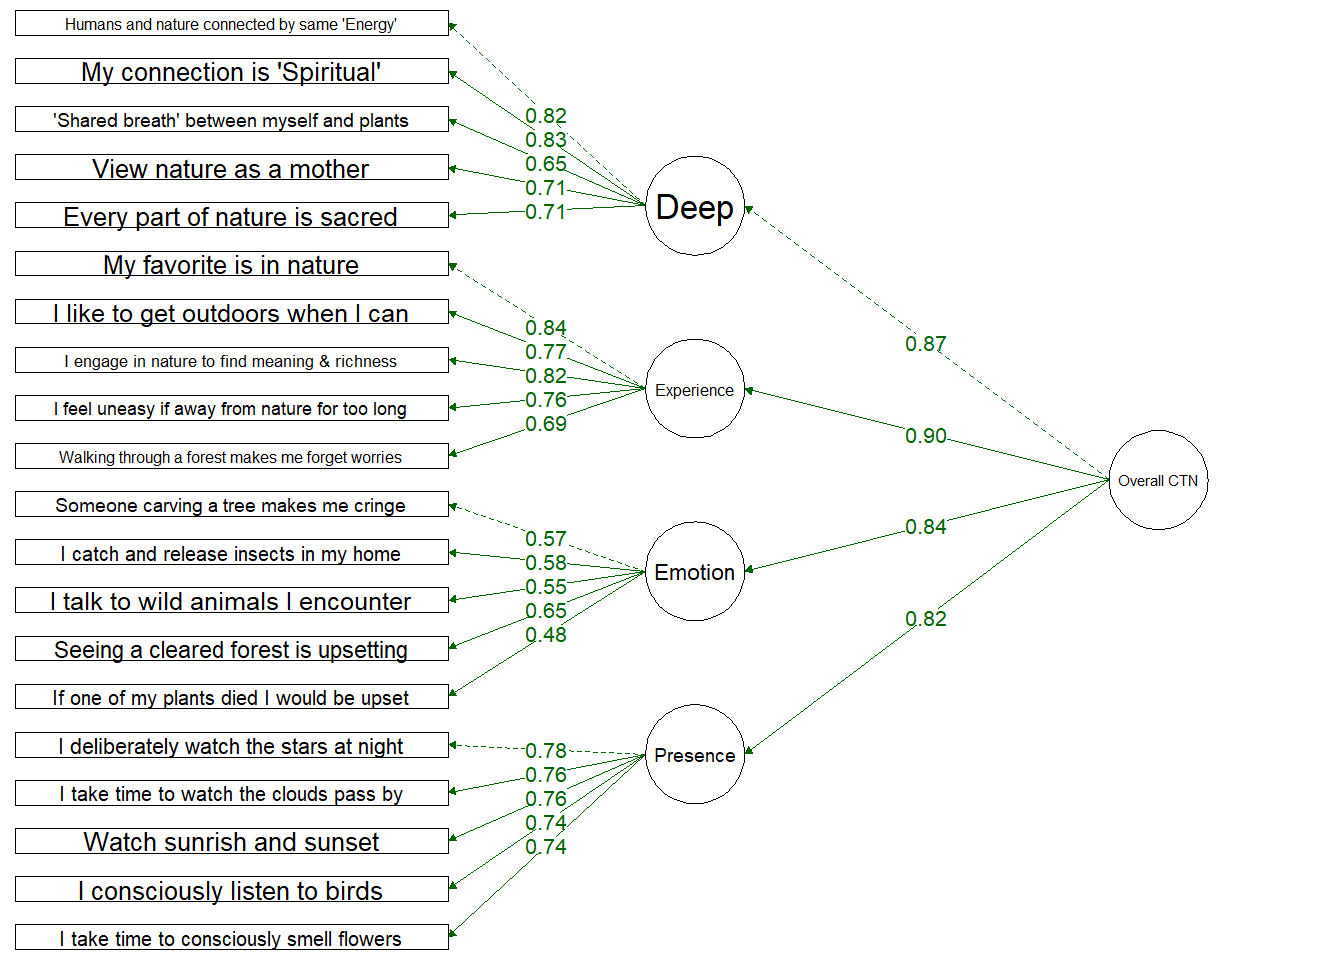 Humans and nature connected by same 'Energy'
My connection is 'Spiritual'
'Shared breath' between myself and plants
View nature as a mother
Every part of nature is sacred
My favorite is in nature
I like to get outdoors when I can
I engage in nature to find meaning & richness
I feel uneasy if away from nature for too long
Walking through a forest makes me forget worries
Someone carving a tree makes me cringe
I catch and release insects in my home
I talk to wild animals I encounter
Seeing a cleared forest is upsetting
If one of my plants died I would be upset
I deliberately watch the stars at night
I take time to watch the clouds pass by
Watch sunrish and sunset
I consciously listen to birds
I take time to consciously smell flowers
0.82
0.83
0.65
0.71
0.71
0.84
0.77
0.82
0.76
0.69
0.57
0.58
0.55
0.65
0.48
0.78
0.76
0.76
0.74
0.74
Deep
Experience
Emotion
Presence
0.87
0.90
0.84
0.82
Overall CTN